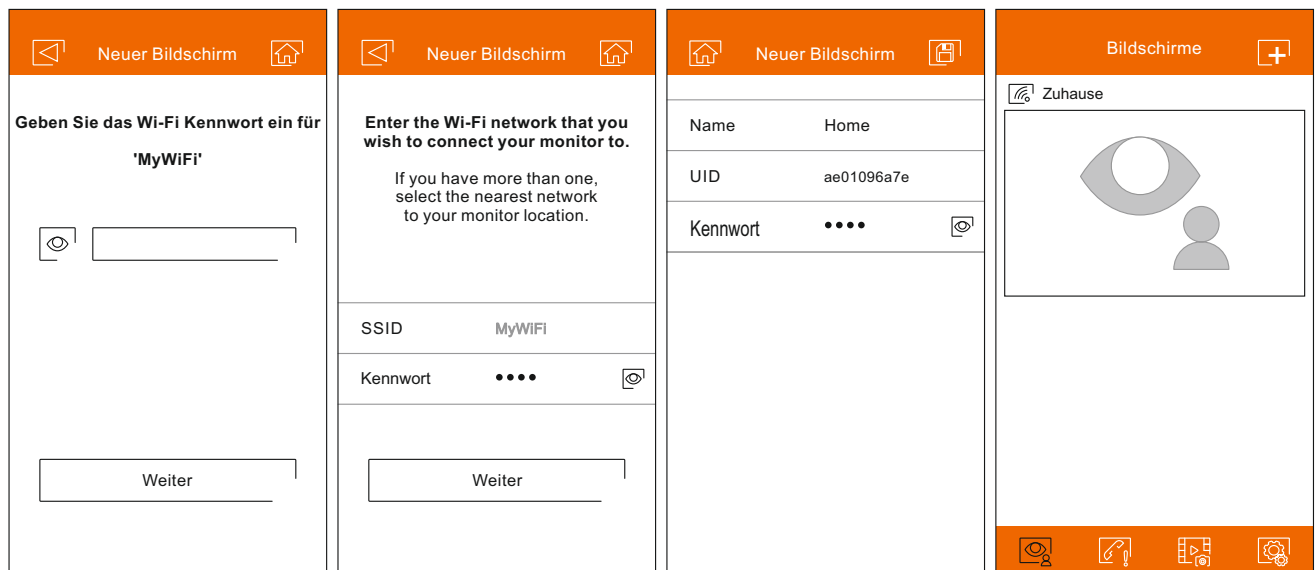 Neuer Bildschirm
Geben Sie das Wi-Fi Kennwort ein für
'MyWiFi'
Weiter
Neuer Bildschirm
Enter the Wi-Fi network that you
wish to connect your monitor to.
If you have more than one,
select the nearest network
to your monitor location.
SSID MyWiFi
Kennwort ••••
Weiter
Neuer Bildschirm
Name Home
UID ae01096a7e
Kennwort ••••
Bildschirme
Zuhause